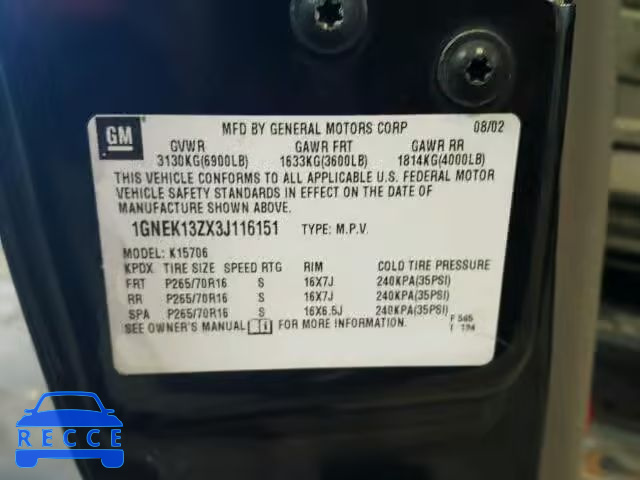 GM
MFD BY GENERAL MOTORS CORP 08/02
GVWR GAWR FRT GAWR RR
3130KG(6900LB) 1633KG(3600LB) 1814KG(4000LB)
THIS VEHICLE CONFORMS TO ALL APPLICABLE U.S. FEDERAL MOTOR
VEHICLE SAFETY STANDARDS IN EFFECT ON THE DATE OF
MANUFACTURE SHOWN ABOVE.
1GNEK13ZX3J116151 TYPE: M.P.V.
MODEL: K15706
KPDX TIRE SIZE SPEED RTG RIM COLD TIRE PRESSURE
FRT P265/70R16 S 16X7J 240KPA(35PSI)
RR P265/70R16 S 16X7J 240KPA(35PSI)
SPA P265/70R16 S 16X6.5J 240KPA(35PSI)
SEE OWNER'S MANUAL FOR MORE INFORMATION.
F 565
I 194
RECCE